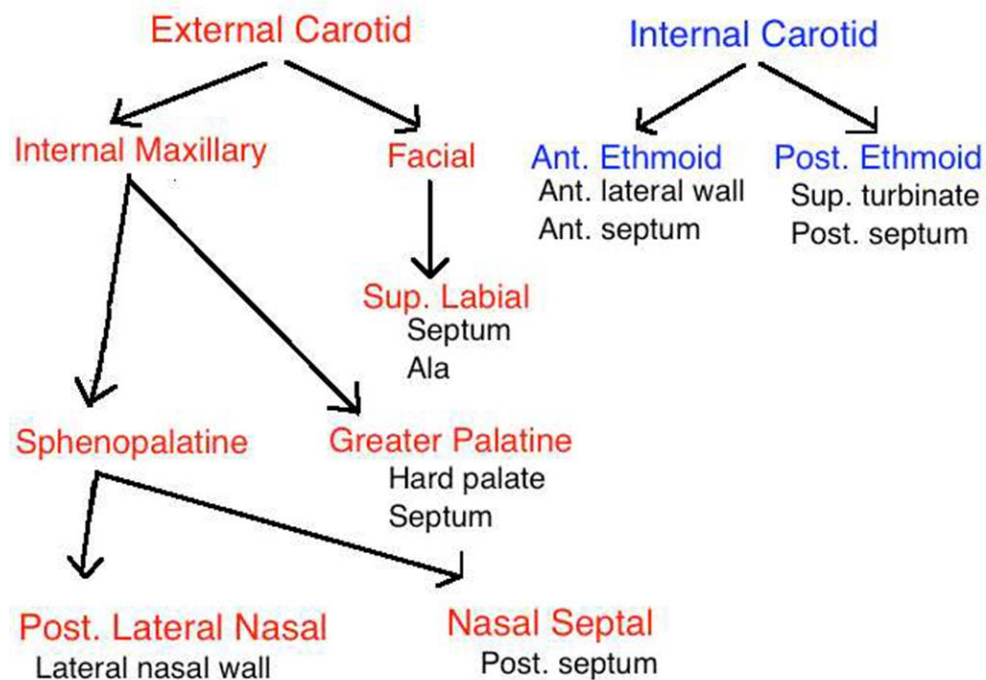 External Carotid
Internal Carotid
Internal Maxillary
Facial
Ant. Ethmoid
Ant. lateral wall
Ant. septum
Post. Ethmoid
Sup. turbinate
Post. septum
Sup. Labial
Septum
Ala
Sphenopalatine
Greater Palatine
Hard palate
Septum
Post. Lateral Nasal
Lateral nasal wall
Nasal Septal
Post. septum